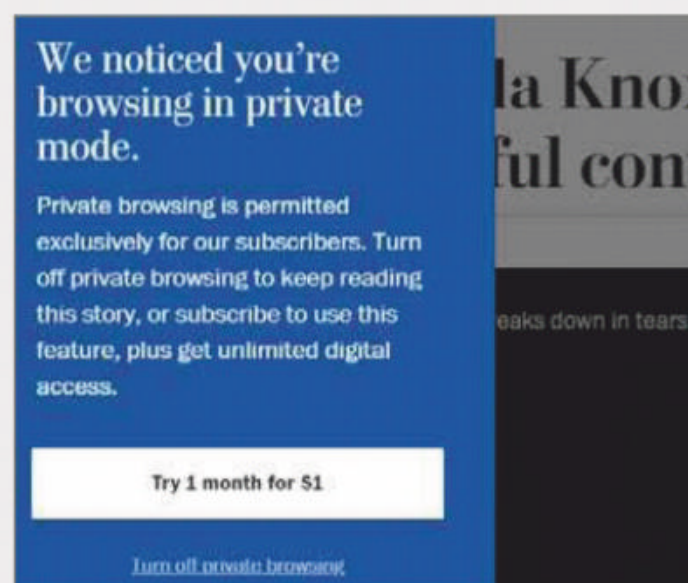 We noticed you're
browsing in private
mode.
Private browsing is permitted
exclusively for our subscribers. Turn
off private browsing to keep reading
this story, or subscribe to use this
feature, plus get unlimited digital
access.
Try 1 month for $1
Turn off private browsing
la Kno
ful con
eaks down in tears